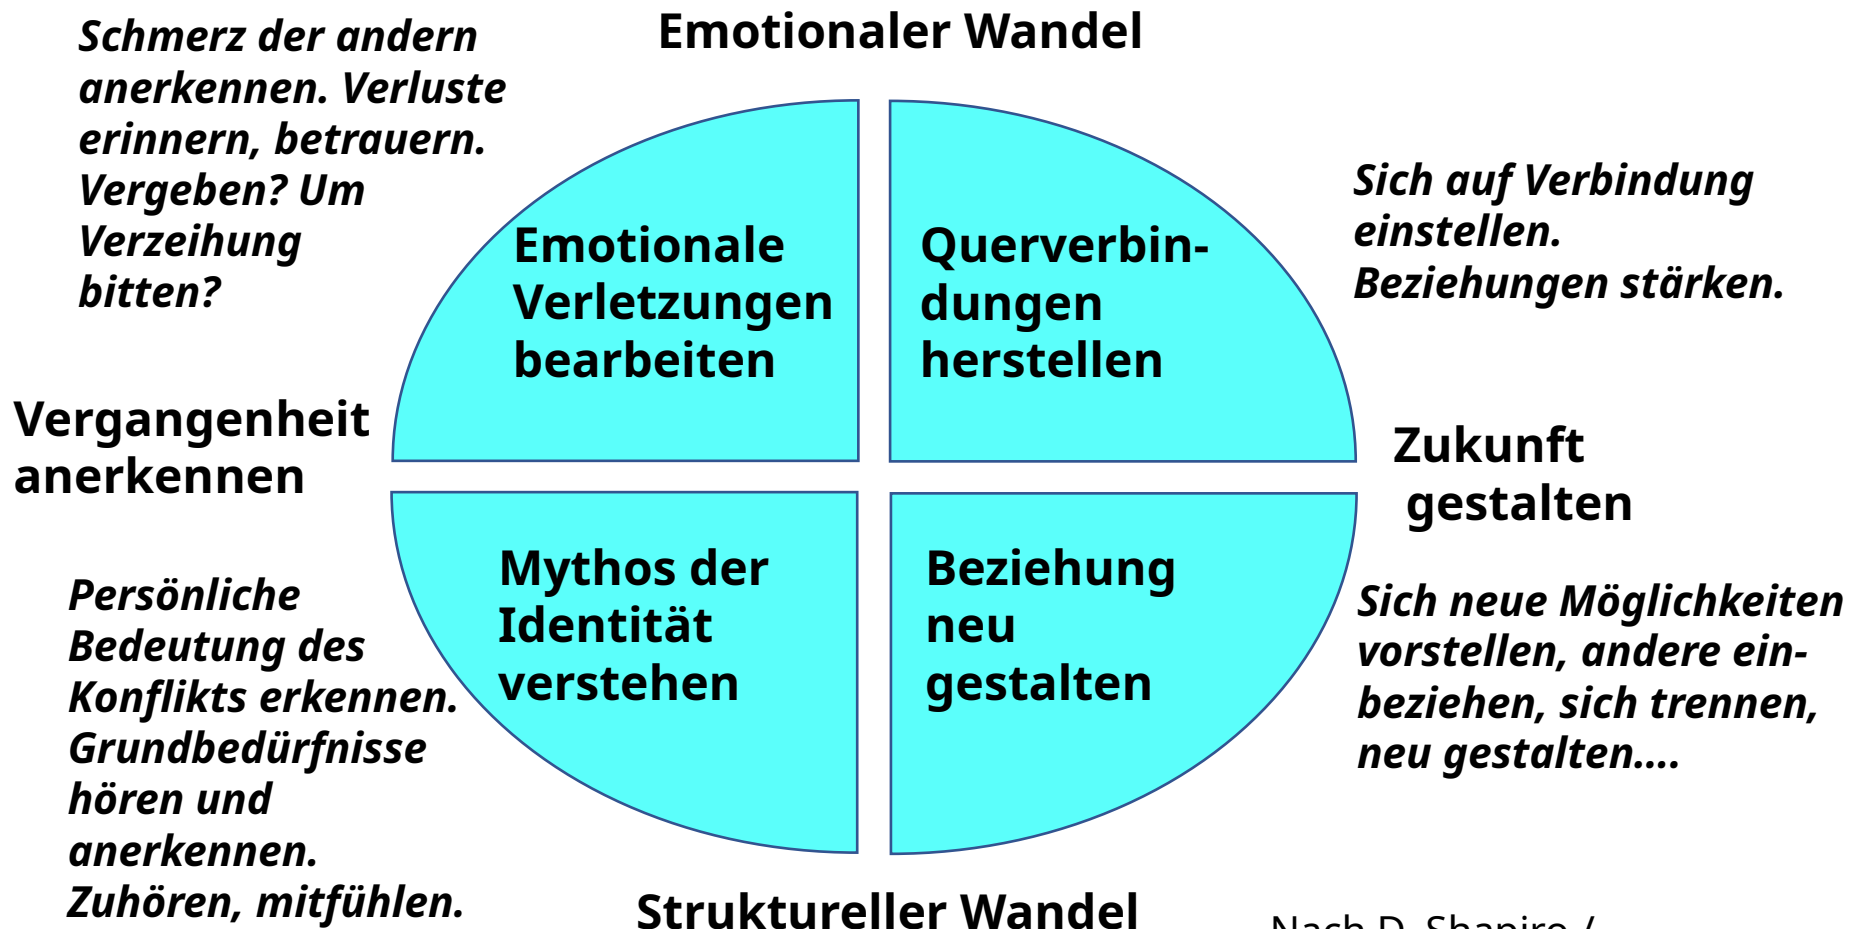 Emotionaler Wandel
Schmerz der andern
anerkennen. Verluste
erinnern, betrauern.
Vergeben? Um
Verzeihung
bitten?
Emotionale
Verletzungen
bearbeiten
Querverbin-
dungen
herstellen
Sich auf Verbindung
einstellen.
Beziehungen stärken.
Vergangenheit
anerkennen
Zukunft
gestalten
Persönliche
Bedeutung des
Konflikts erkennen.
Grundbedürfnisse
hören und
anerkennen.
Zuhören, mitfühlen.
Mythos der
Identität
verstehen
Beziehung
neu
gestalten
Sich neue Möglichkeiten
vorstellen, andere ein-
beziehen, sich trennen,
neu gestalten....
Struktureller Wandel
Nach D. Shapiro /